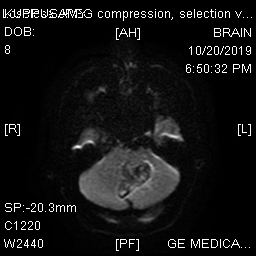 JPEG compression, selection v...
DOB:
8
[AH]
BRAIN
10/20/2019
6:50:32 PM
[R]
[L]
SP:-20.3mm
C1220
W2440
[PF]
GE MEDICA...